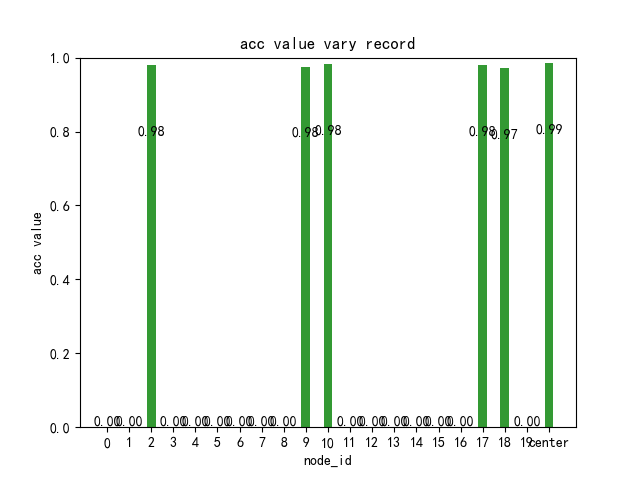 acc value vary record
acc value
1.0
0.8
0.6
0.4
0.2
0.0
0.00 0.00 0.98 0.00 0.00 0.00 0.00 0.00 0.00 0.98 0.98 0.00 0.00 0.00 0.00 0.00 0.00 0.98 0.97 0.00 0.99
0 1 2 3 4 5 6 7 8 9 10 11 12 13 14 15 16 17 18 19 center
node_id